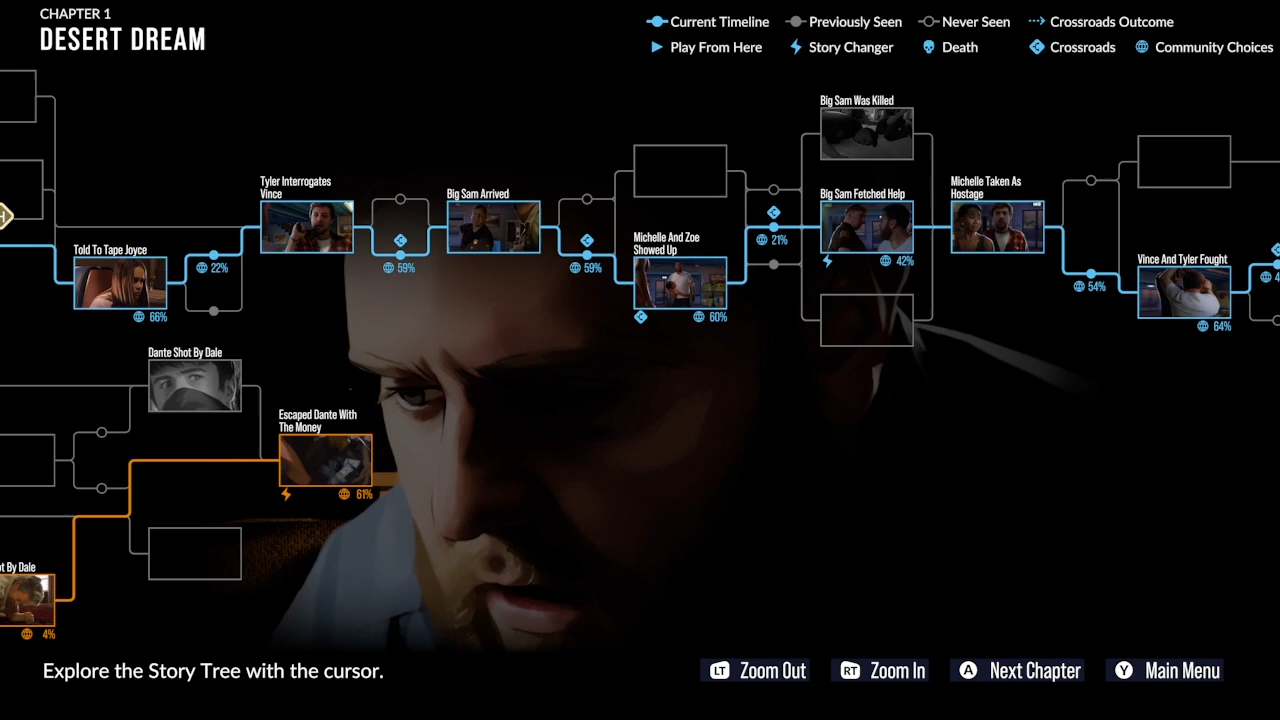 CHAPTER 1
DESERT DREAM
Current Timeline
Previously Seen
Never Seen
Crossroads Outcome
Play From Here
Story Changer
Death
Crossroads
Community Choices
Big Sam Was Killed
Tyler Interrogates
Vince
Big Sam Arrived
Big Sam Fetched Help
Michelle Taken As
Hostage
Told To Tape Joyce
22%
59%
59%
Michelle And Zoe
Showed Up
21%
42%
Vince And Tyler Fought
54%
4
66%
60%
64%
Dante Shot By Dale
Escaped Dante With
The Money
61%
ot By Dale
4%
Explore the Story Tree with the cursor.
LT Zoom Out
RT Zoom In
A Next Chapter
Y Main Menu